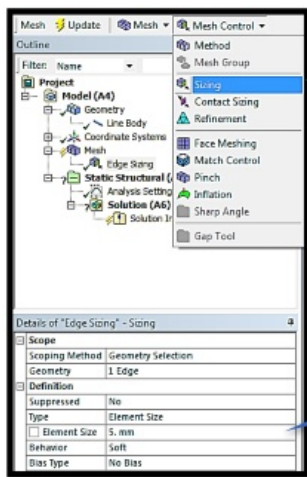 Mesh Update Mesh Mesh Control
Outline
Filter: Name
Project
Model (A4)
Geometry
Line Body
Coordinate Systems
Mesh
Edge Sizing
Static Structural (
Analysis Setting
Solution (A6)
Solution In
Method
Mesh Group
Sizing
Contact Sizing
Refinement
Face Meshing
Match Control
Pinch
Inflation
Sharp Angle
Gap Tool
Details of "Edge Sizing" - Sizing
Scope
Scoping Method Geometry Selection
Geometry 1 Edge
Definition
Suppressed No
Type Element Size
Element Size 5. mm
Behavior Soft
Bias Type No Bias